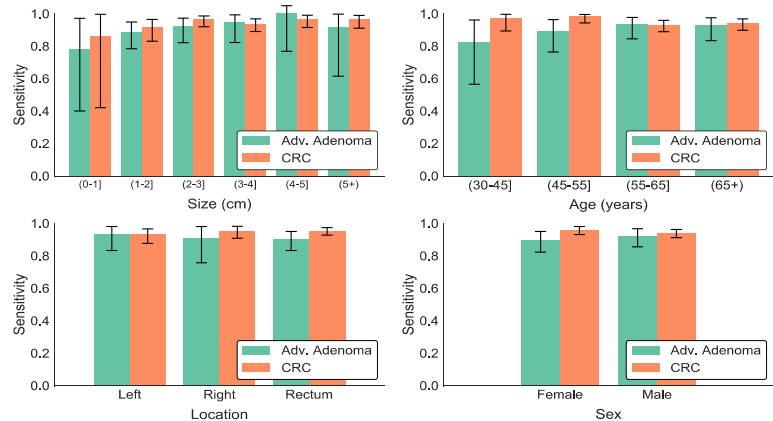 1.0
0.8
0.6
0.4
0.2
0.0
Sensitivity
Adv. Adenoma
CRC
(0-1] (1-2] (2-3] (3-4] (4-5] (5+)
Size (cm)
1.0
0.8
0.6
0.4
0.2
0.0
Sensitivity
Adv. Adenoma
CRC
(30-45] (45-55] (55-65] (65+)
Age (years)
1.0
0.8
0.6
0.4
0.2
0.0
Sensitivity
Adv. Adenoma
CRC
Left Right Rectum
Location
1.0
0.8
0.6
0.4
0.2
0.0
Sensitivity
Adv. Adenoma
CRC
Female Male
Sex